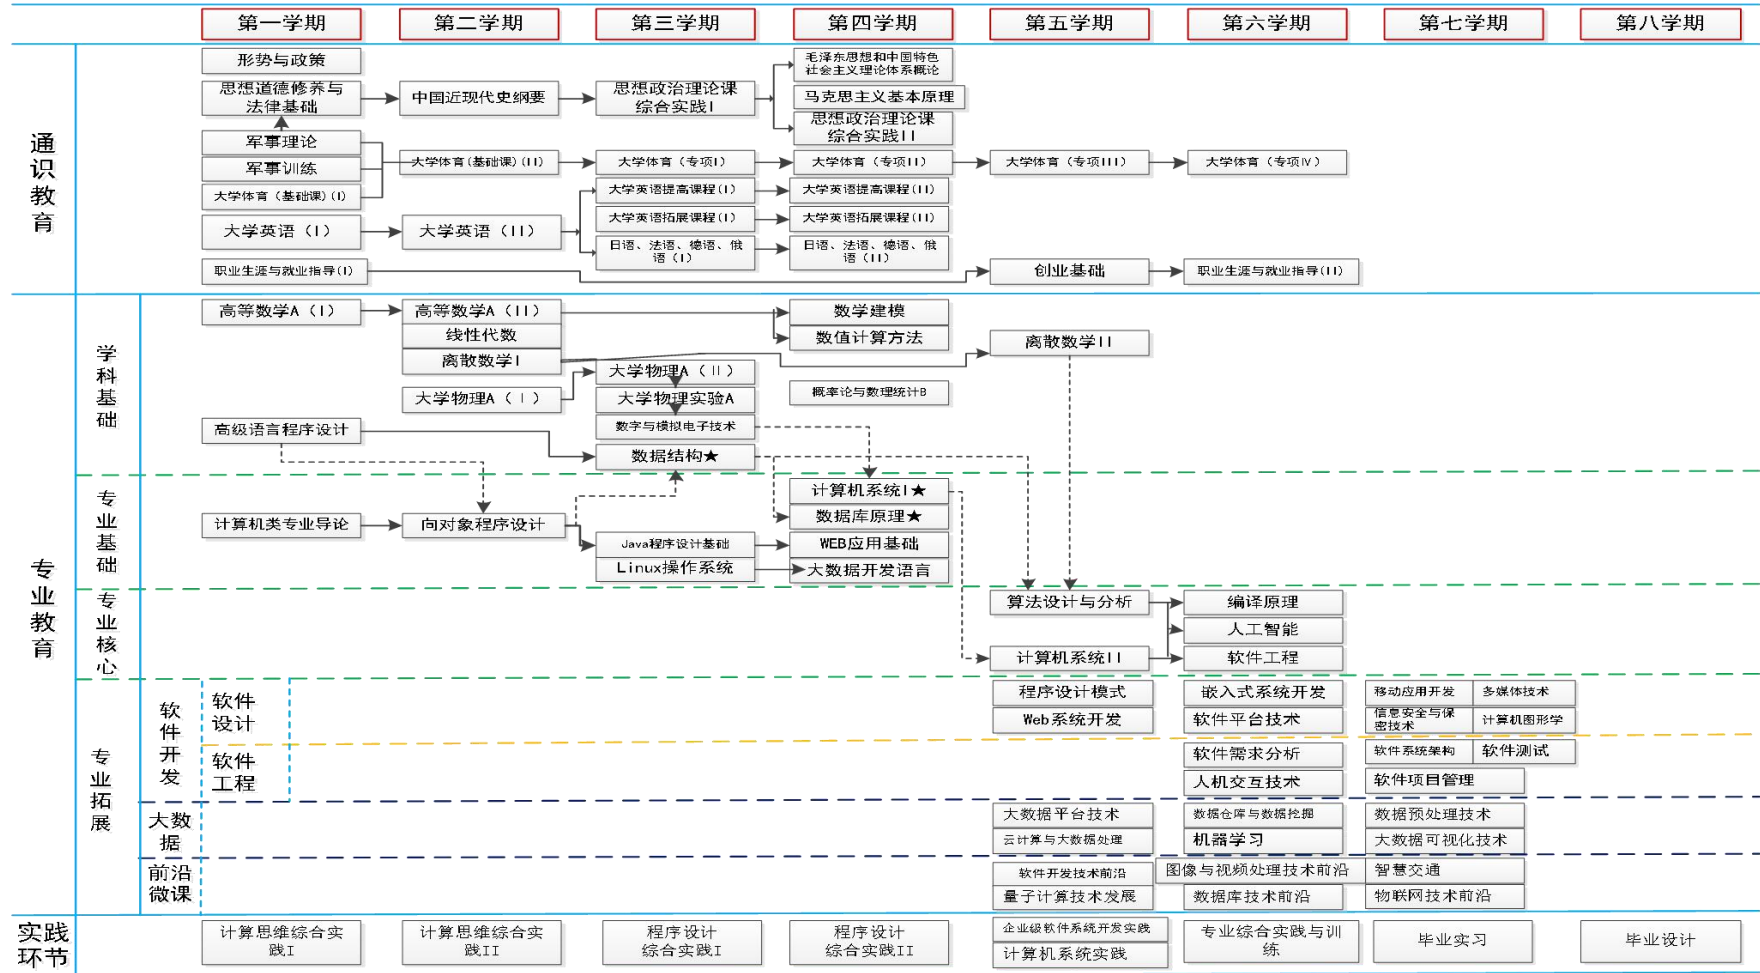 第一学期
第二学期
第三学期
第四学期
第五学期
第六学期
第七学期
第八学期
通识教育
形势与政策
思想道德修养与
法律基础
军事理论
军事训练
大学体育（基础课）(I)
大学英语（I）
职业生涯与就业指导(I)
中国近现代史纲要
大学体育(基础课)(II)
大学英语（II）
思想政治理论课
综合实践I
大学体育（专项I）
大学英语提高课程(I)
大学英语拓展课程(I)
日语、法语、德语、俄
语（I）
毛泽东思想和中国特色
社会主义理论体系概论
马克思主义基本原理
思想政治理论课
综合实践II
大学体育（专项II）
大学英语提高课程(II)
大学英语拓展课程(II)
日语、法语、德语、俄
语（II）
大学体育（专项III）
创业基础
大学体育（专项IV）
职业生涯与就业指导(II)
专业教育
学科基础
高等数学A（I）
高级语言程序设计
高等数学A（II）
线性代数
离散数学I
大学物理A（I）
大学物理A（II）
大学物理实验A
数字与模拟电子技术
数据结构★
数学建模
数值计算方法
概率论与数理统计B
离散数学II
专业基础
计算机类专业导论
向对象程序设计
Java程序设计基础
Linux操作系统
计算机系统I★
数据库原理★
WEB应用基础
大数据开发语言
专业核心
算法设计与分析
计算机系统II
编译原理
人工智能
软件工程
专业拓展
软件开发
软件
设计
程序设计模式
Web系统开发
嵌入式系统开发
软件平台技术
移动应用开发
多媒体技术
信息安全与保
密技术
计算机图形学
软件
工程
软件需求分析
人机交互技术
软件系统架构
软件测试
软件项目管理
大数
据
大数据平台技术
云计算与大数据处理
数据仓库与数据挖掘
机器学习
数据预处理技术
大数据可视化技术
前沿
微课
软件开发技术前沿
量子计算技术发展
图像与视频处理技术前沿
数据库技术前沿
智慧交通
物联网技术前沿
实践
环节
计算思维综合实
践I
计算思维综合实
践II
程序设计
综合实践I
程序设计
综合实践II
企业级软件系统开发实践
计算机系统实践
专业综合实践与训
练
毕业实习
毕业设计